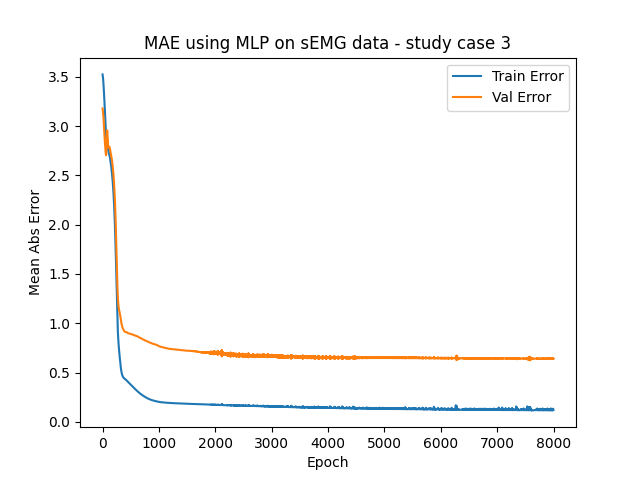 MAE using MLP on sEMG data - study case 3
Train Error
Val Error
Mean Abs Error
3.5
3.0
2.5
2.0
1.5
1.0
0.5
0.0
0 1000 2000 3000 4000 5000 6000 7000 8000
Epoch